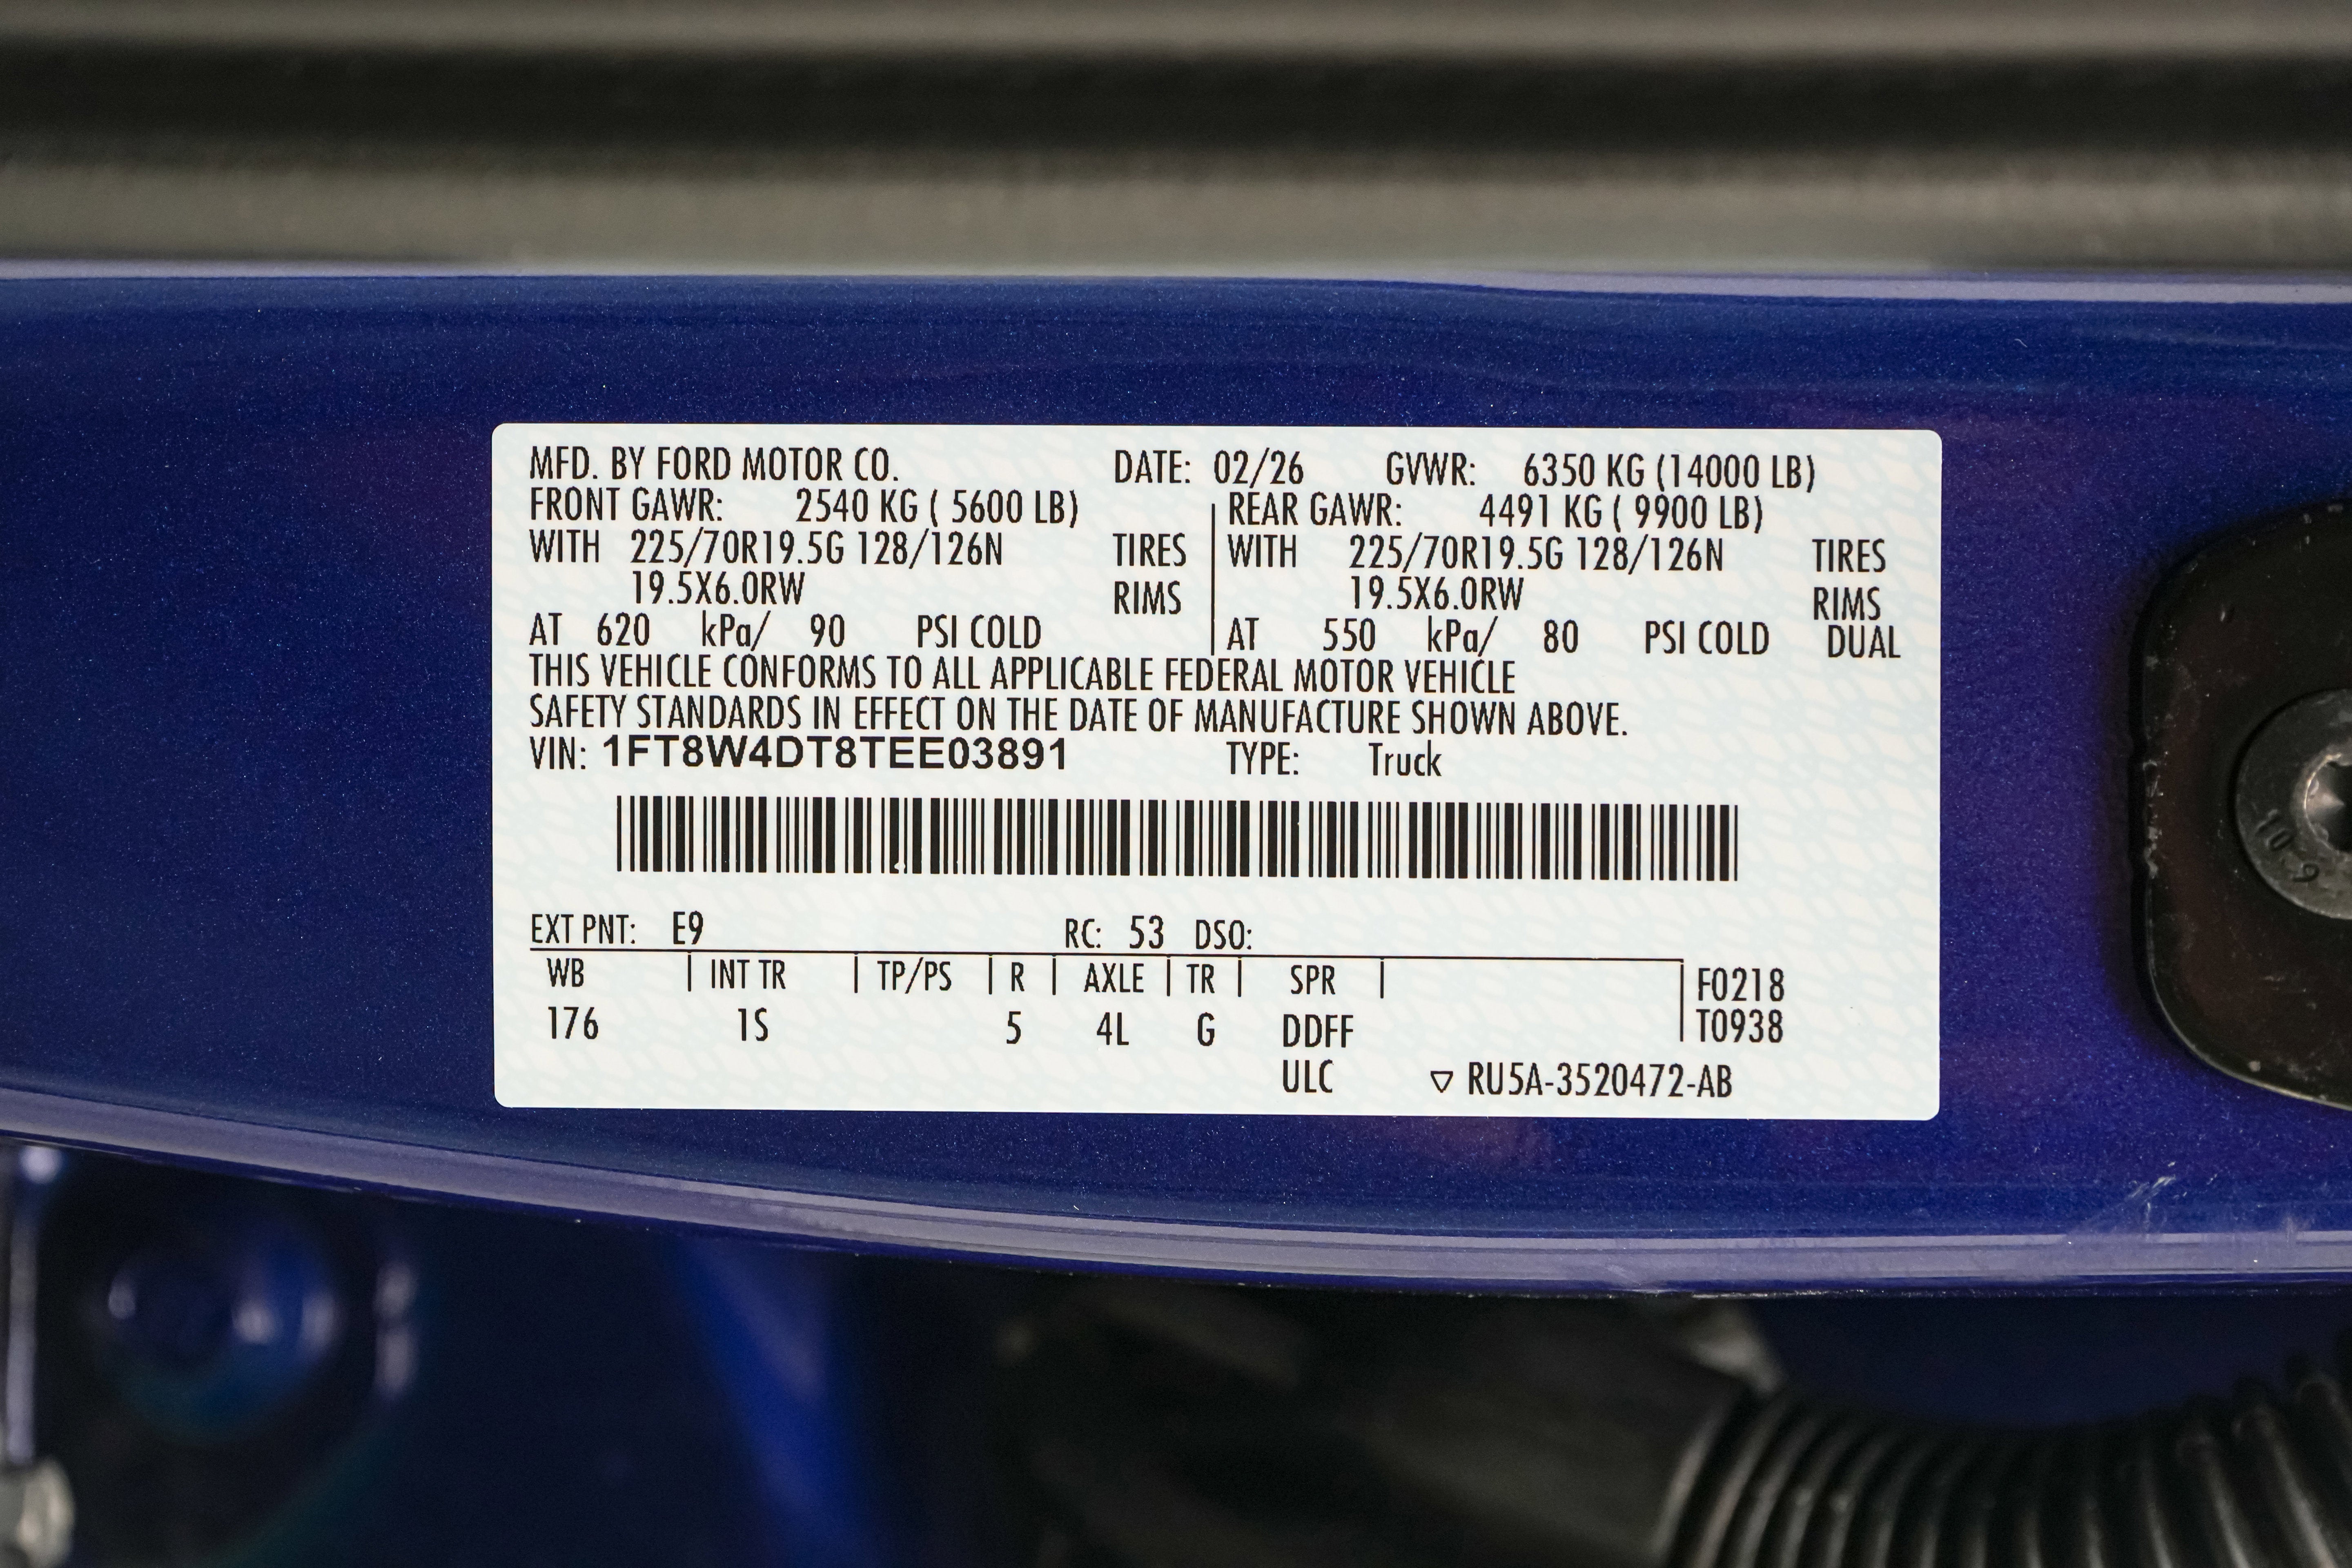 MFD. BY FORD MOTOR CO. DATE: 02/26 GVWR: 6350 KG (14000 LB)
FRONT GAWR: 2540 KG ( 5600 LB) REAR GAWR: 4491 KG ( 9900 LB)
WITH 225/70R19.5G 128/126N TIRES WITH 225/70R19.5G 128/126N TIRES
19.5X6.0RW RIMS 19.5X6.0RW RIMS
AT 620 kPa/ 90 PSI COLD AT 550 kPa/ 80 PSI COLD DUAL
THIS VEHICLE CONFORMS TO ALL APPLICABLE FEDERAL MOTOR VEHICLE
SAFETY STANDARDS IN EFFECT ON THE DATE OF MANUFACTURE SHOWN ABOVE.
VIN: 1FT8W4DT8TEE03891 TYPE: Truck
EXT PNT: E9 RC: 53 DSO:
WB | INT TR | TP/PS | R | AXLE | TR | SPR | F0218
176 1S 5 4L G DDFF T0938
ULC ▽ RU5A-3520472-AB
10.9